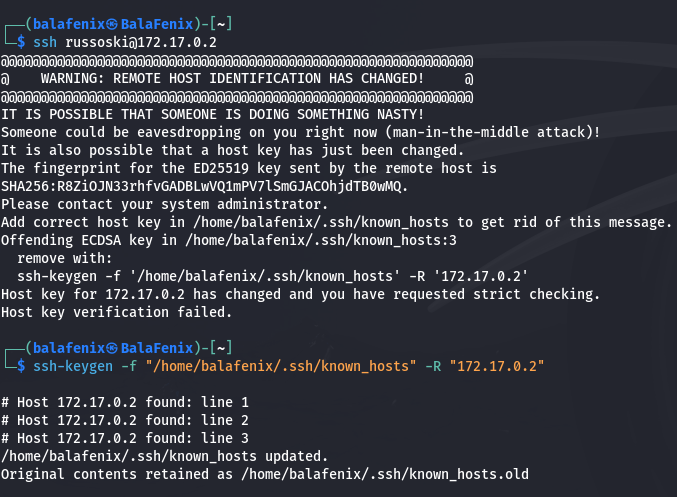 ┌──(balafenix㉿BalaFenix)-[~]
└─$ ssh russoski@172.17.0.2
@@@@@@@@@@@@@@@@@@@@@@@@@@@@@@@@@@@@@@@@@@@@@@@@@@@@@@@@@@@
@    WARNING: REMOTE HOST IDENTIFICATION HAS CHANGED!     @
@@@@@@@@@@@@@@@@@@@@@@@@@@@@@@@@@@@@@@@@@@@@@@@@@@@@@@@@@@@
IT IS POSSIBLE THAT SOMEONE IS DOING SOMETHING NASTY!
Someone could be eavesdropping on you right now (man-in-the-middle attack)!
It is also possible that a host key has just been changed.
The fingerprint for the ED25519 key sent by the remote host is
SHA256:R8ZiOJN33rhfvGADBLwVQ1mPV7lSmGJACOhjdTB0wMQ.
Please contact your system administrator.
Add correct host key in /home/balafenix/.ssh/known_hosts to get rid of this message.
Offending ECDSA key in /home/balafenix/.ssh/known_hosts:3
  remove with:
  ssh-keygen -f '/home/balafenix/.ssh/known_hosts' -R '172.17.0.2'
Host key for 172.17.0.2 has changed and you have requested strict checking.
Host key verification failed.
┌──(balafenix㉿BalaFenix)-[~]
└─$ ssh-keygen -f "/home/balafenix/.ssh/known_hosts" -R "172.17.0.2"
# Host 172.17.0.2 found: line 1
# Host 172.17.0.2 found: line 2
# Host 172.17.0.2 found: line 3
/home/balafenix/.ssh/known_hosts updated.
Original contents retained as /home/balafenix/.ssh/known_hosts.old